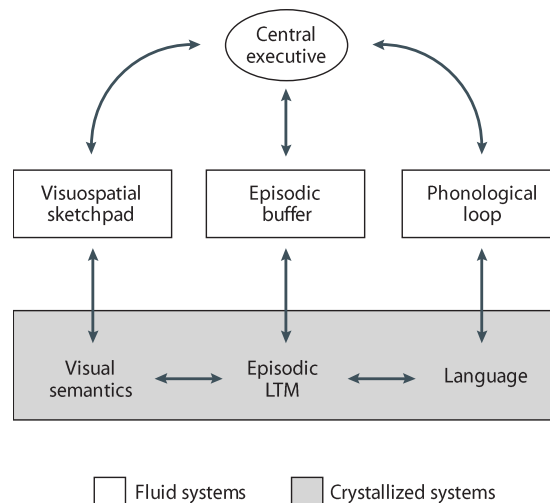 Central
executive
Visuospatial
sketchpad
Episodic
buffer
Phonological
loop
Visual
semantics
Episodic
LTM
Language
Fluid systems
Crystallized systems